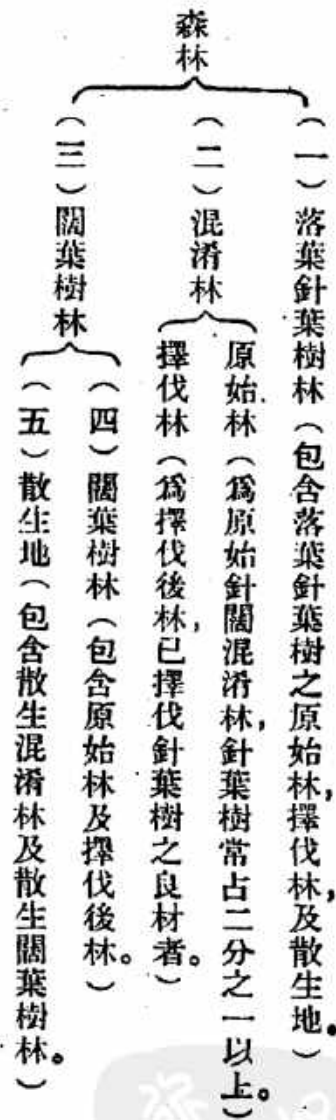 森林
(一)落葉針葉樹林(包含落葉針葉樹之原始林,擇伐林,及散生地。)
(二)混淆林
原始林(爲原始針闊混淆林,針葉樹常占二分之一以上。)
擇伐林(爲擇伐後林,已擇伐針葉樹之良材者。)
(三)闊葉樹林
(四)闊葉樹林(包含原始林及擇伐後林。)
(五)散生地(包含散生混淆林及散生闊葉樹林。)